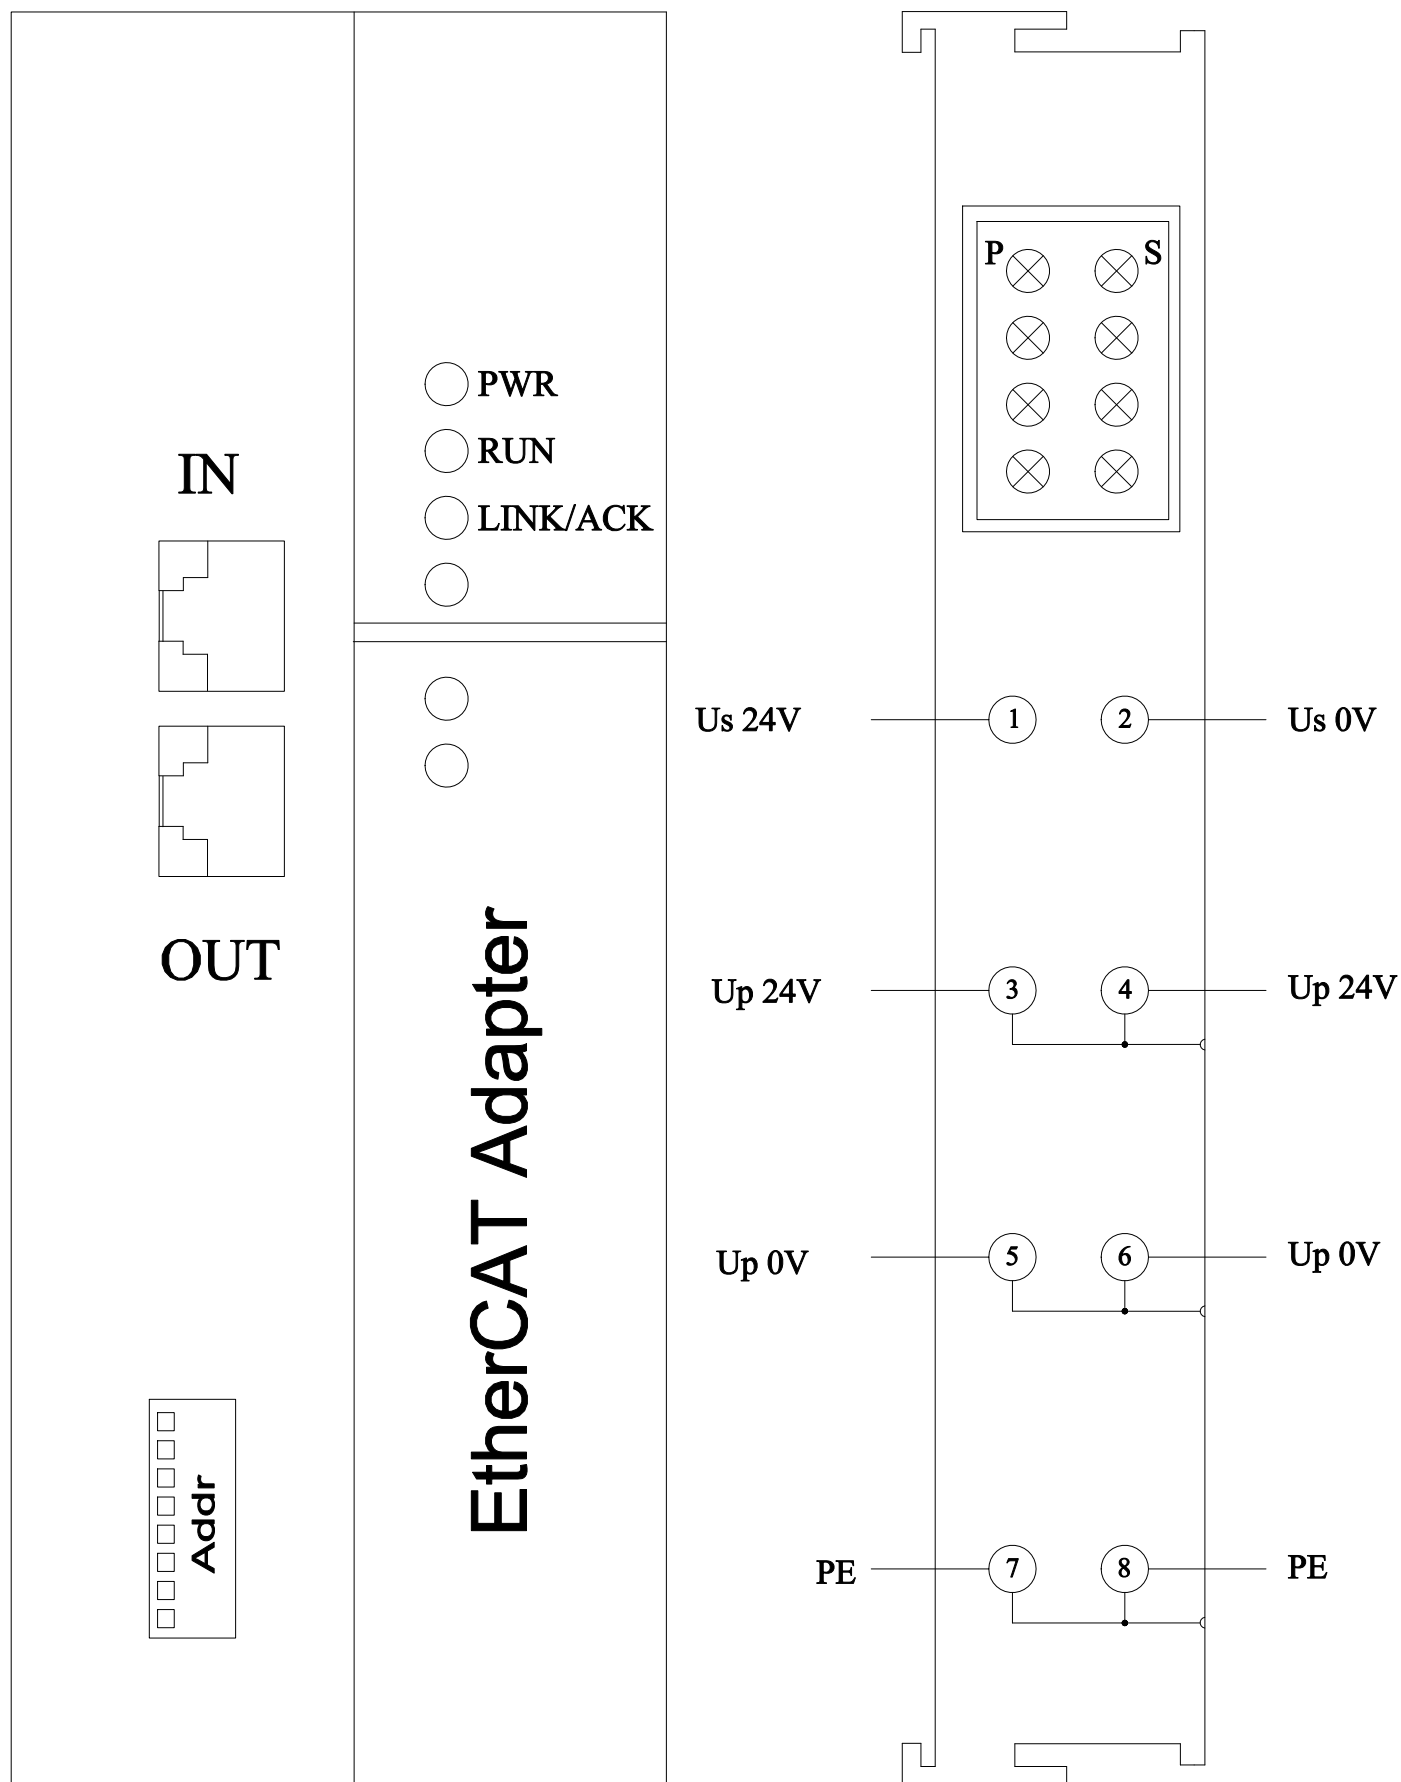 PWR
RUN
LINK/ACK
IN
OUT
EtherCAT Adapter
Addr
P S
Us 24V 1 2 Us 0V
Up 24V 3 4 Up 24V
Up 0V 5 6 Up 0V
PE 7 8 PE